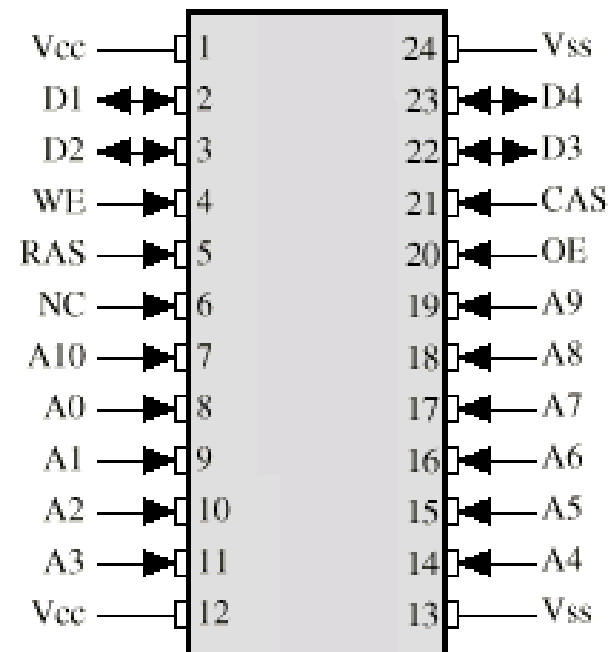 Vcc 1 24 Vss
D1 2 23 D4
D2 3 22 D3
WE 4 21 CAS
RAS 5 20 OE
NC 6 19 A9
A10 7 18 A8
A0 8 17 A7
A1 9 16 A6
A2 10 15 A5
A3 11 14 A4
Vcc 12 13 Vss